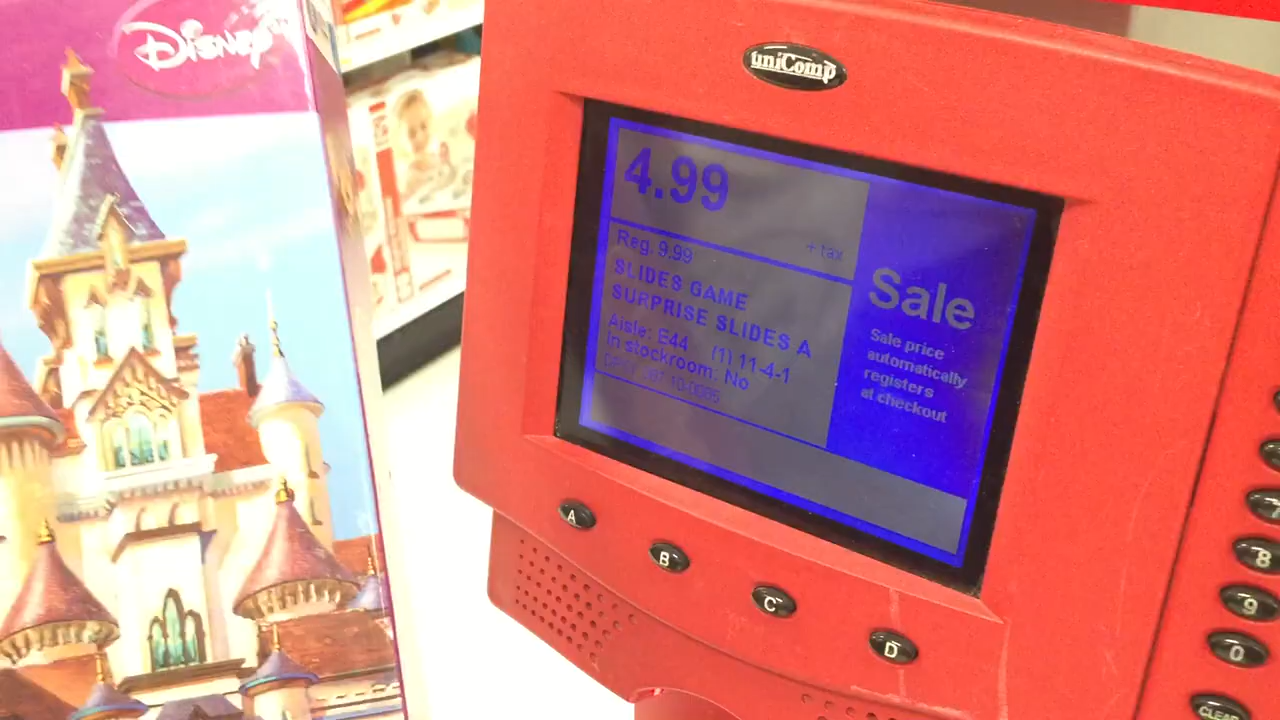 Disney
uniComp
4.99
+ tax
Reg. 9.99
SLIDES GAME
SURPRISE SLIDES A
Aisle: E44 (1) 11-4-1
In stockroom: No
Sale
Sale price
automatically
registers
at checkout
A
B
C
D
7
8
9
0